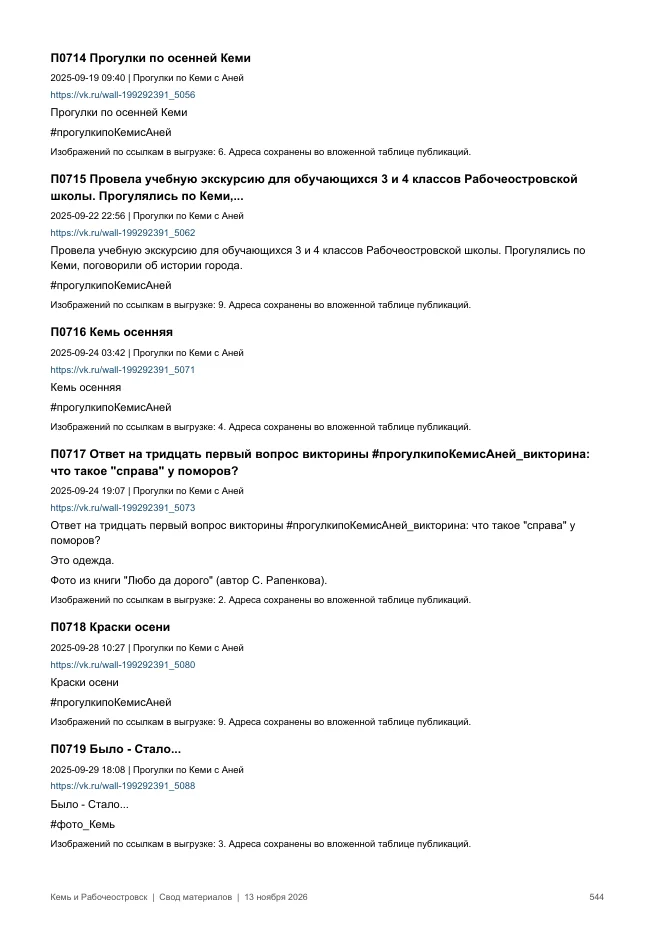 П0714 Прогулки по осенней Кеми
2025-09-19 09:40 | Прогулки по Кеми с Аней
https://vk.ru/wall-199292391_5056
Прогулки по осенней Кеми
#прогулкипоКемисАней
Изображений по ссылкам в выгрузке: 6. Адреса сохранены во вложенной таблице публикаций.
П0715 Провела учебную экскурсию для обучающихся 3 и 4 классов Рабочеостровской
школы. Прогулялись по Кеми,...
2025-09-22 22:56 | Прогулки по Кеми с Аней
https://vk.ru/wall-199292391_5062
Провела учебную экскурсию для обучающихся 3 и 4 классов Рабочеостровской школы. Прогулялись по
Кеми, поговорили об истории города.
#прогулкипоКемисАней
Изображений по ссылкам в выгрузке: 9. Адреса сохранены во вложенной таблице публикаций.
П0716 Кемь осенняя
2025-09-24 03:42 | Прогулки по Кеми с Аней
https://vk.ru/wall-199292391_5071
Кемь осенняя
#прогулкипоКемисАней
Изображений по ссылкам в выгрузке: 4. Адреса сохранены во вложенной таблице публикаций.
П0717 Ответ на тридцать первый вопрос викторины #прогулкипоКемисАней_викторина:
что такое "справа" у поморов?
2025-09-24 19:07 | Прогулки по Кеми с Аней
https://vk.ru/wall-199292391_5073
Ответ на тридцать первый вопрос викторины #прогулкипоКемисАней_викторина: что такое "справа" у
поморов?
Это одежда.
Фото из книги "Любо да дорого" (автор С. Рапенкова).
Изображений по ссылкам в выгрузке: 2. Адреса сохранены во вложенной таблице публикаций.
П0718 Краски осени
2025-09-28 10:27 | Прогулки по Кеми с Аней
https://vk.ru/wall-199292391_5080
Краски осени
#прогулкипоКемисАней
Изображений по ссылкам в выгрузке: 9. Адреса сохранены во вложенной таблице публикаций.
П0719 Было - Стало...
2025-09-29 18:08 | Прогулки по Кеми с Аней
https://vk.ru/wall-199292391_5088
Было - Стало...
#фото_Кемь
Изображений по ссылкам в выгрузке: 3. Адреса сохранены во вложенной таблице публикаций.
Кемь и Рабочеостровск | Свод материалов | 13 ноября 2026
544